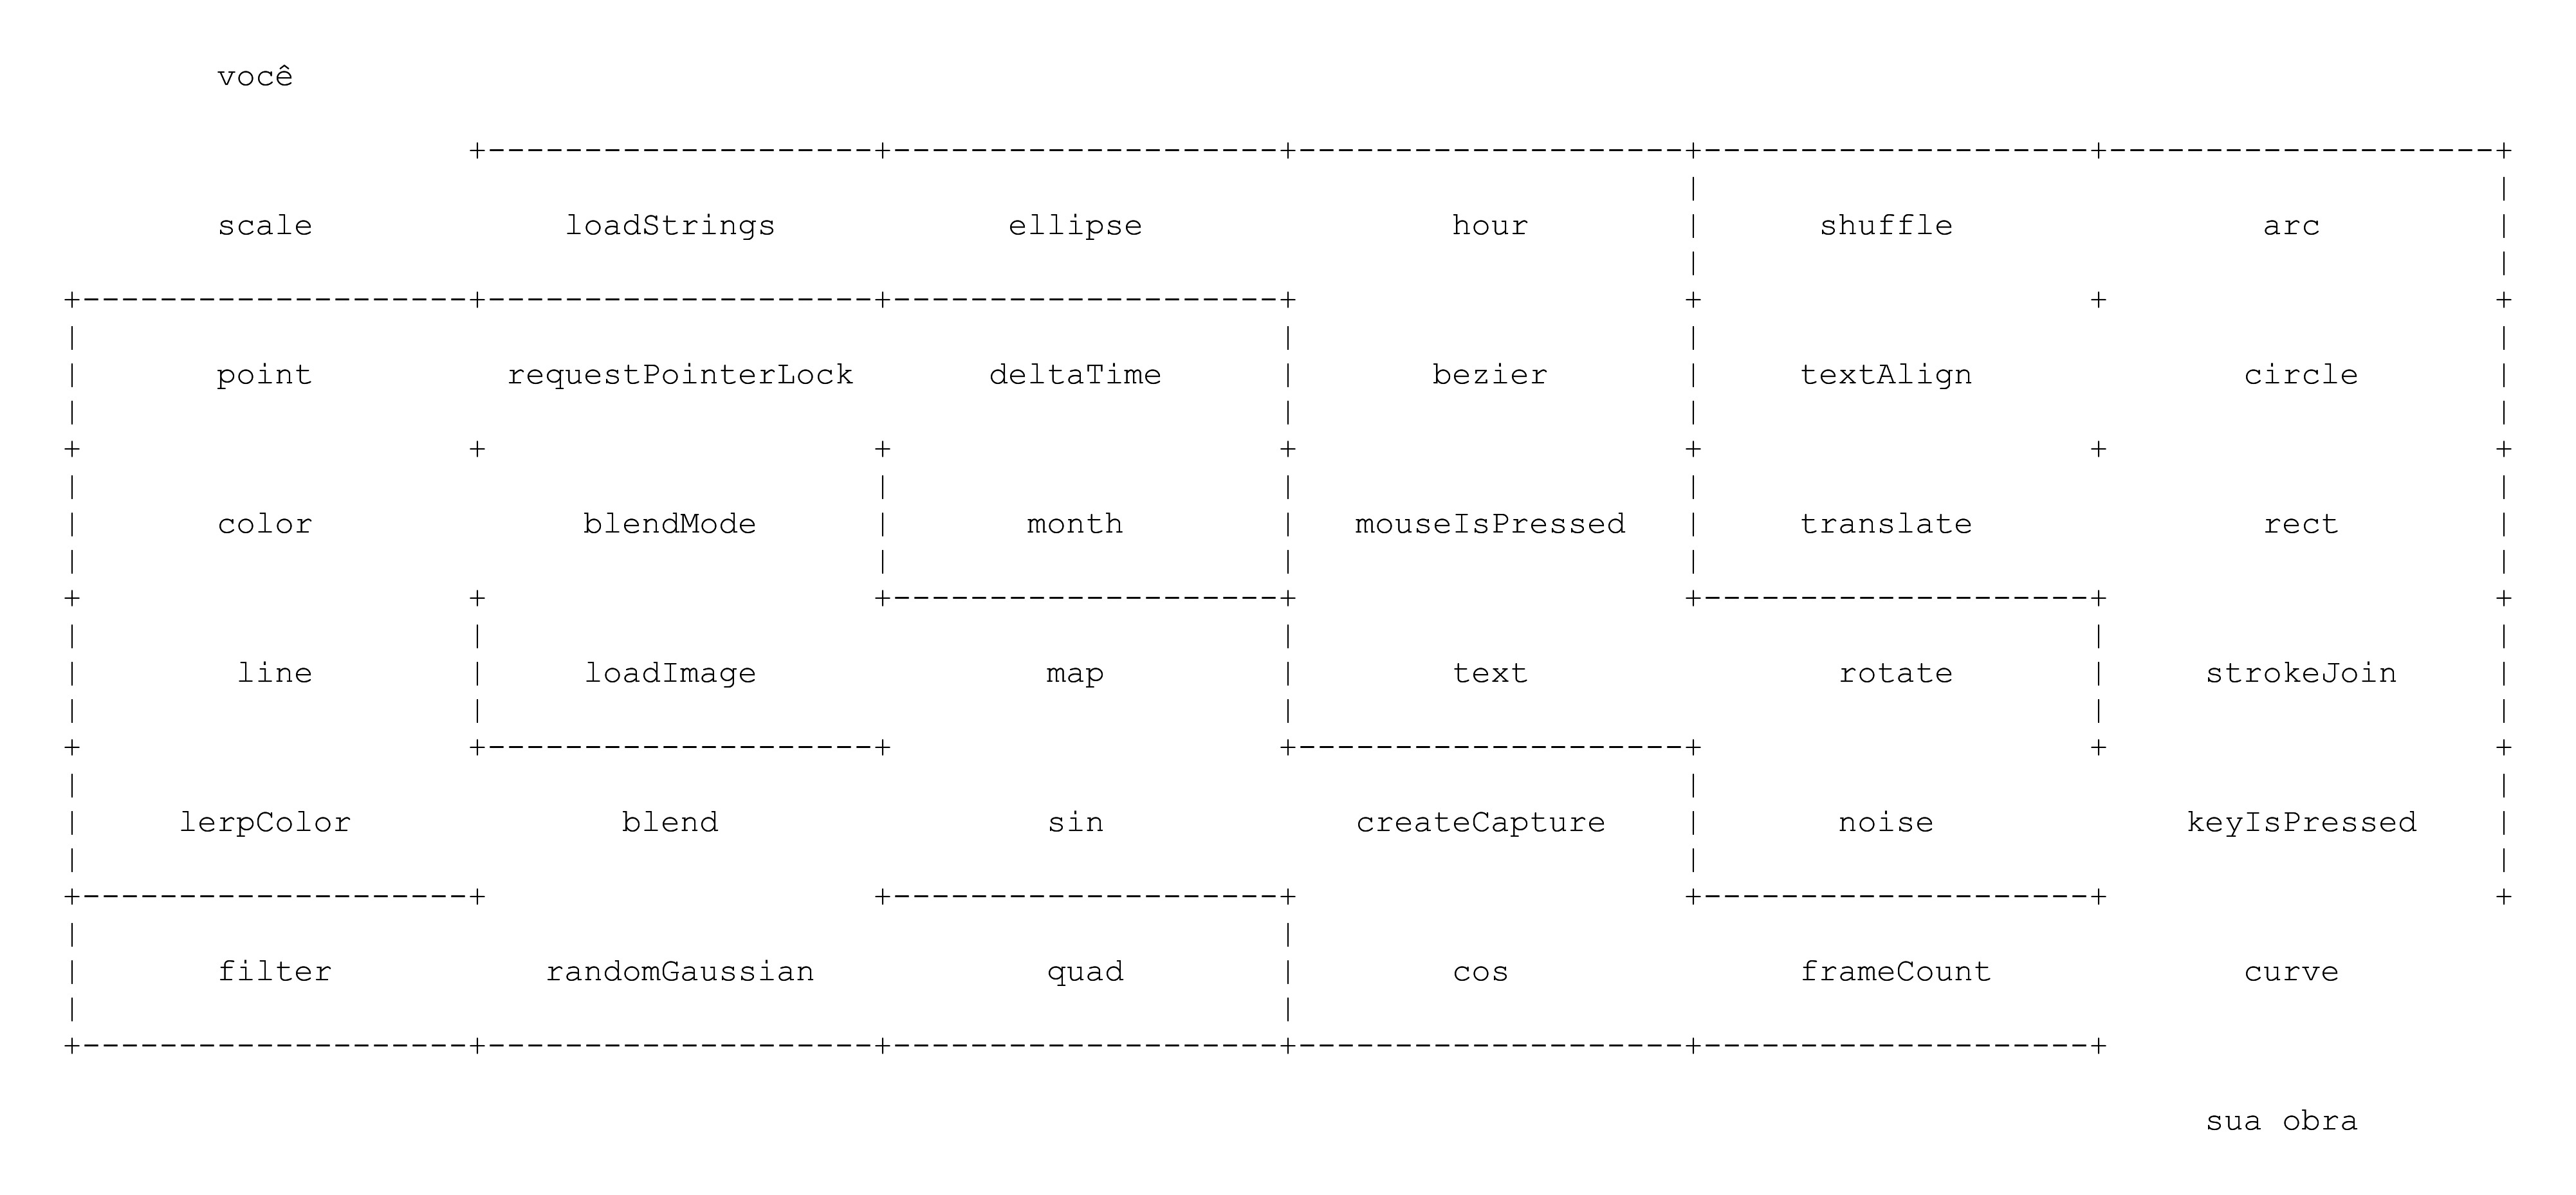 você
scale loadStrings ellipse hour shuffle arc
point requestPointerLock deltaTime bezier textAlign circle
color blendMode month mouseIsPressed translate rect
line loadImage map text rotate strokeJoin
lerpColor blend sin createCapture noise keyIsPressed
filter randomGaussian quad cos frameCount curve
sua obra